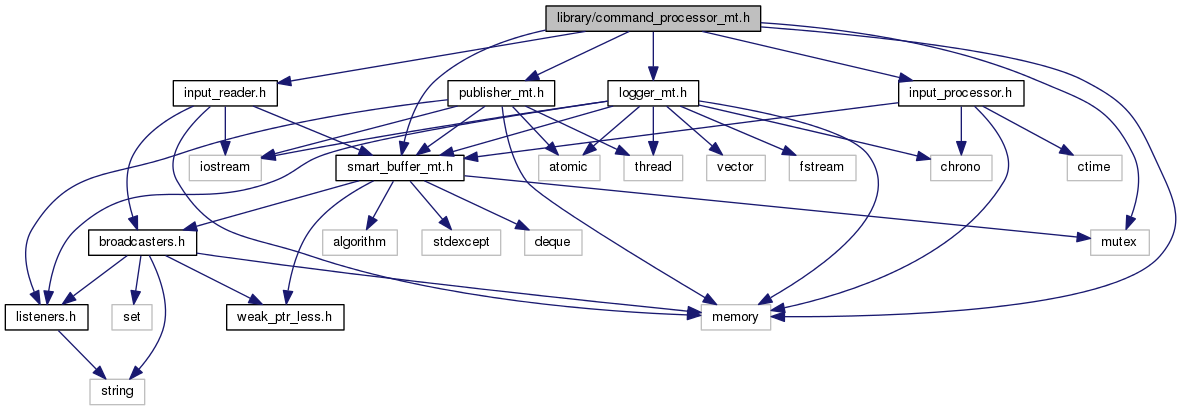 library/command_processor_mt.h
input_reader.h
publisher_mt.h
logger_mt.h
input_processor.h
iostream
smart_buffer_mt.h
atomic
thread
vector
fstream
chrono
ctime
broadcasters.h
algorithm
stdexcept
deque
mutex
listeners.h
set
weak_ptr_less.h
memory
string